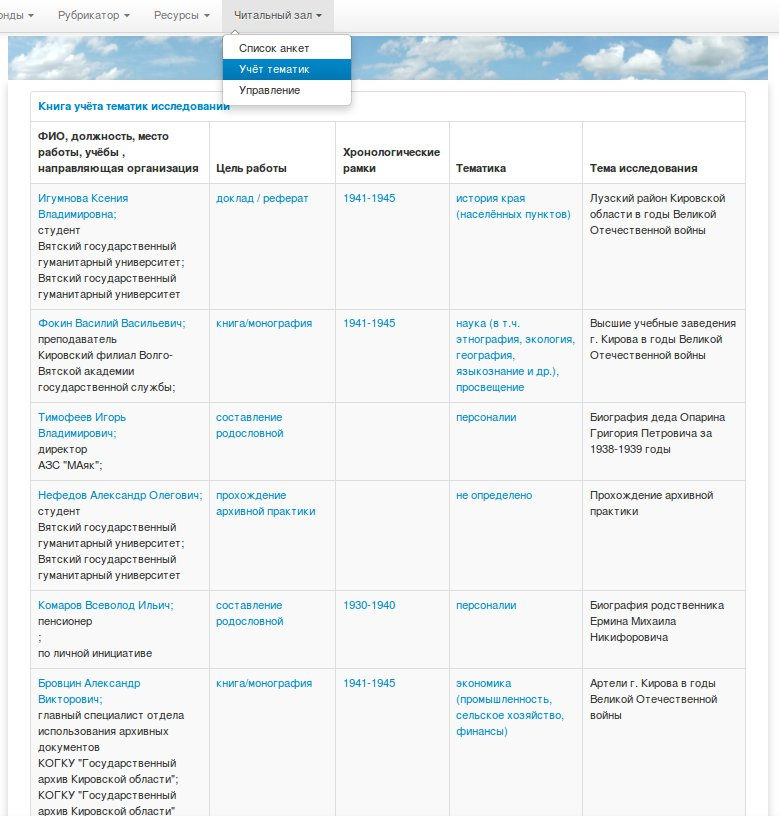 онды Рубрикатор Ресурсы Читальный зал
Список анкет
Учёт тематик
Управление
Книга учёта тематик исследований
ФИО, должность, место
работы, учёбы ,
направляющая организация
Цель работы
Хронологические
рамки
Тематика
Тема исследования
Игумнова Ксения
Владимировна;
студент
Вятский государственный
гуманитарный университет;
Вятский государственный
гуманитарный университет
доклад / реферат
1941-1945
история края
(населённых пунктов)
Лузский район Кировской
области в годы Великой
Отечественной войны
Фокин Василий Васильевич;
преподаватель
Кировский филиал Волго-
Вятской академии
государственной службы;
книга/монография
1941-1945
наука (в т.ч.
этнография, экология,
география,
языкознание и др.),
просвещение
Высшие учебные заведения
г. Кирова в годы Великой
Отечественной войны
Тимофеев Игорь
Владимирович;
директор
АЗС "МАяк";
составление
родословной
персоналии
Биография деда Опарина
Григория Петровича за
1938-1939 годы
Нефедов Александр Олегович;
студент
Вятский государственный
гуманитарный университет;
Вятский государственный
гуманитарный университет
прохождение
архивной практики
не определено
Прохождение архивной
практики
Комаров Всеволод Ильич;
пенсионер
;
по личной инициативе
составление
родословной
1930-1940
персоналии
Биография родственника
Ермина Михаила
Никифоровича
Бровцин Александр
Викторович;
главный специалист отдела
использования архивных
документов
КОГКУ "Государственный
архив Кировской области";
КОГКУ "Государственный
архив Кировской области"
книга/монография
1941-1945
экономика
(промышленность,
сельское хозяйство,
финансы)
Артели г. Кирова в годы
Великой Отечественной
войны